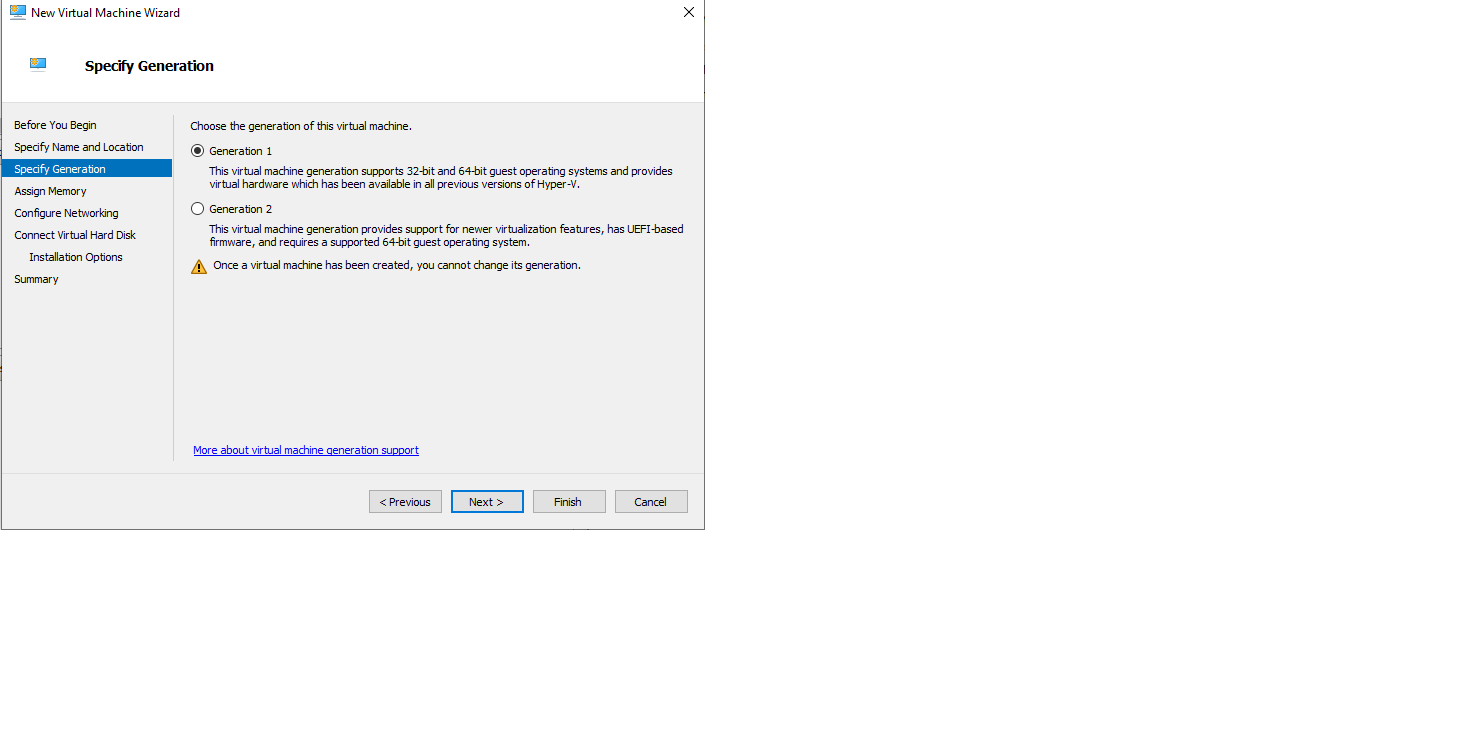 New Virtual Machine Wizard
Specify Generation
Before You Begin
Specify Name and Location
Specify Generation
Assign Memory
Configure Networking
Connect Virtual Hard Disk
Installation Options
Summary
Choose the generation of this virtual machine.
Generation 1
This virtual machine generation supports 32-bit and 64-bit guest operating systems and provides
virtual hardware which has been available in all previous versions of Hyper-V.
Generation 2
This virtual machine generation provides support for newer virtualization features, has UEFI-based
firmware, and requires a supported 64-bit guest operating system.
Once a virtual machine has been created, you cannot change its generation.
More about virtual machine generation support
< Previous
Next >
Finish
Cancel